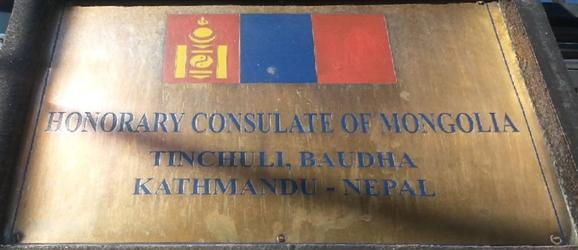 HONORARY CONSULATE OF MONGOLIA
TINCHULI, BAUDHA
KATHMANDU - NEPAL